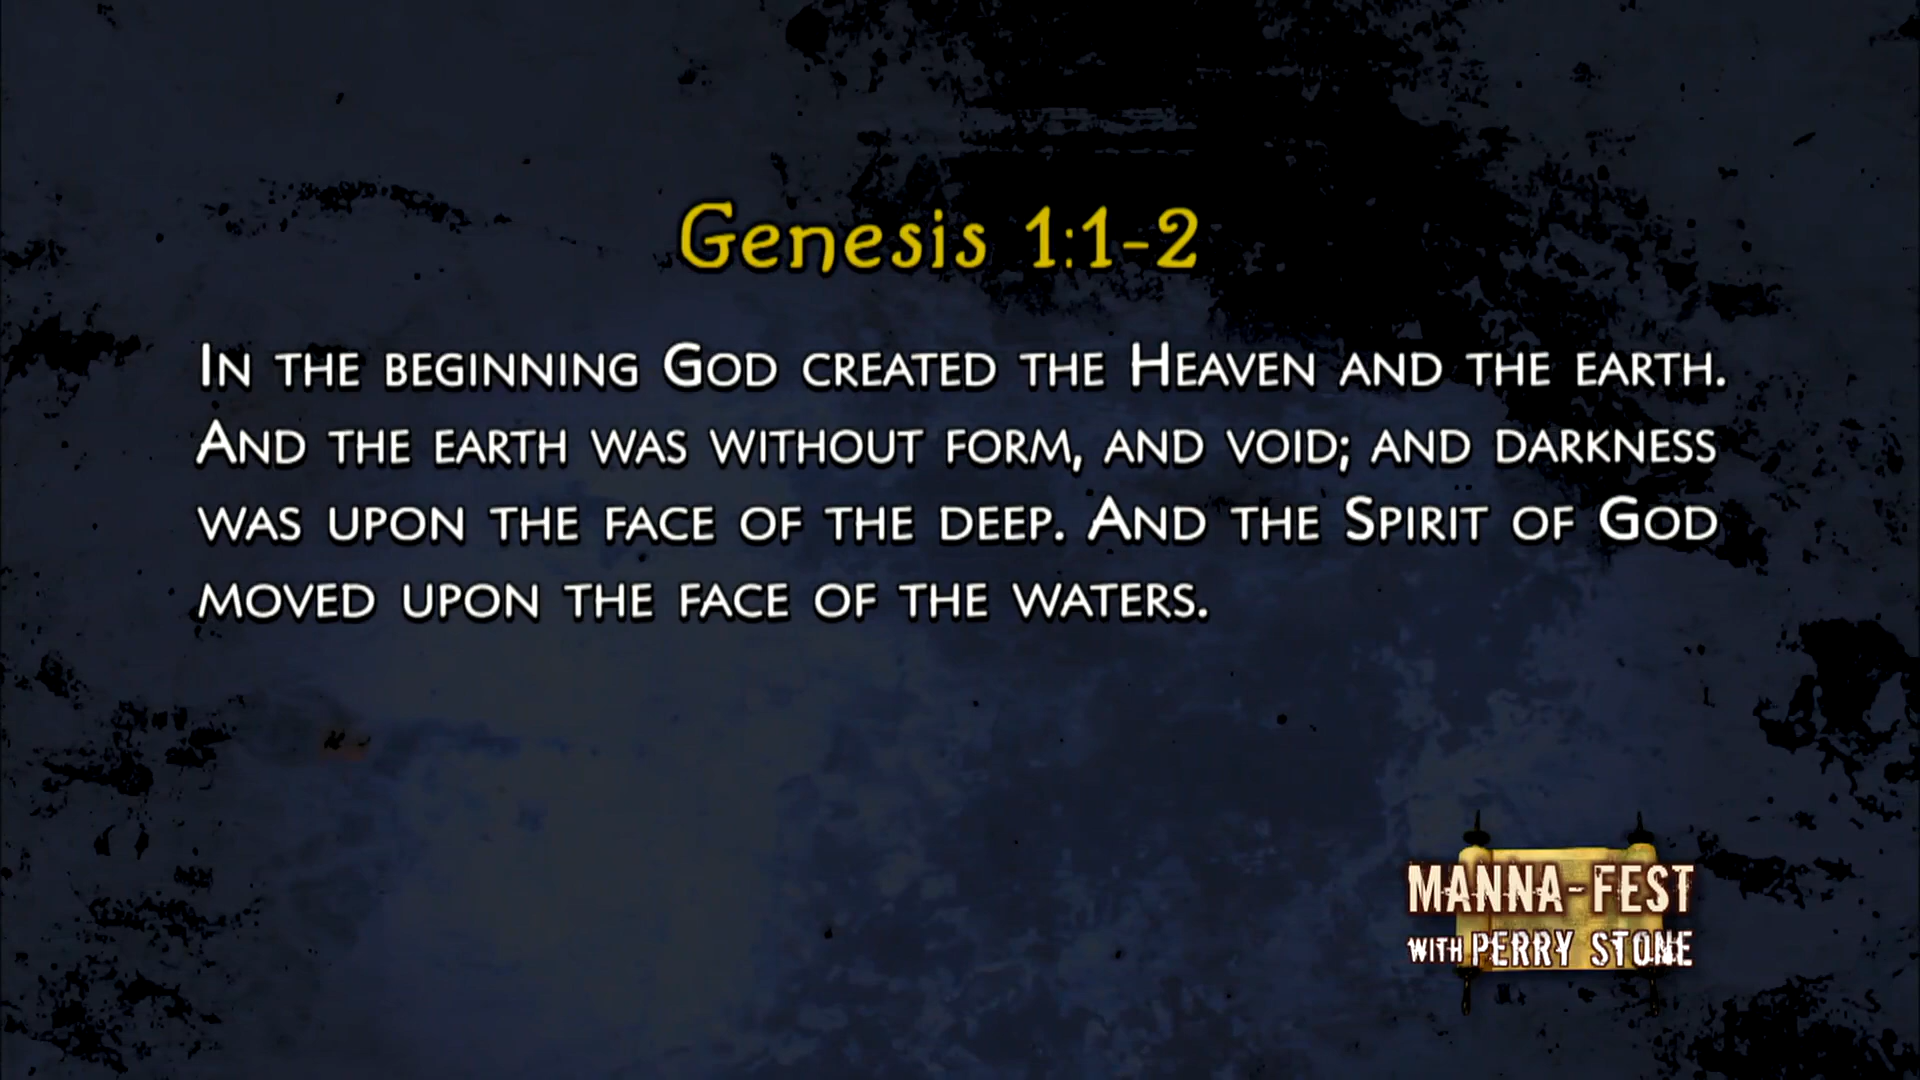 Genesis 1:1-2
In the beginning God created the Heaven and the earth.
And the earth was without form, and void; and darkness
was upon the face of the deep. And the Spirit of God
moved upon the face of the waters.
MANNA-FEST
WITH PERRY STONE